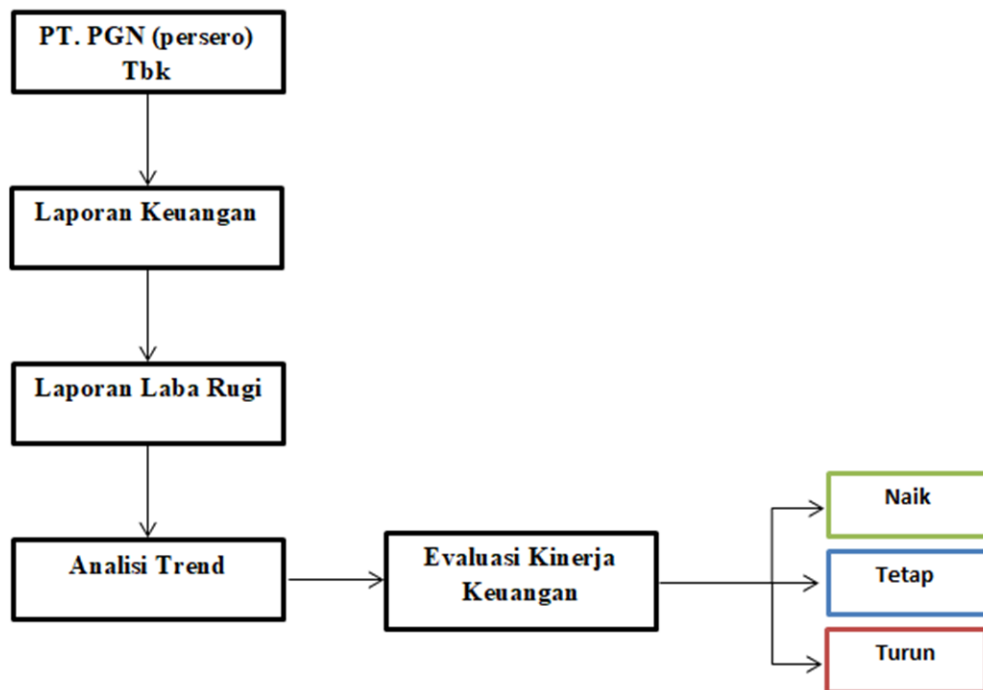 PT. PGN (persero)
Tbk
Laporan Keuangan
Laporan Laba Rugi
Analisi Trend
Evaluasi Kinerja
Keuangan
Naik
Tetap
Turun